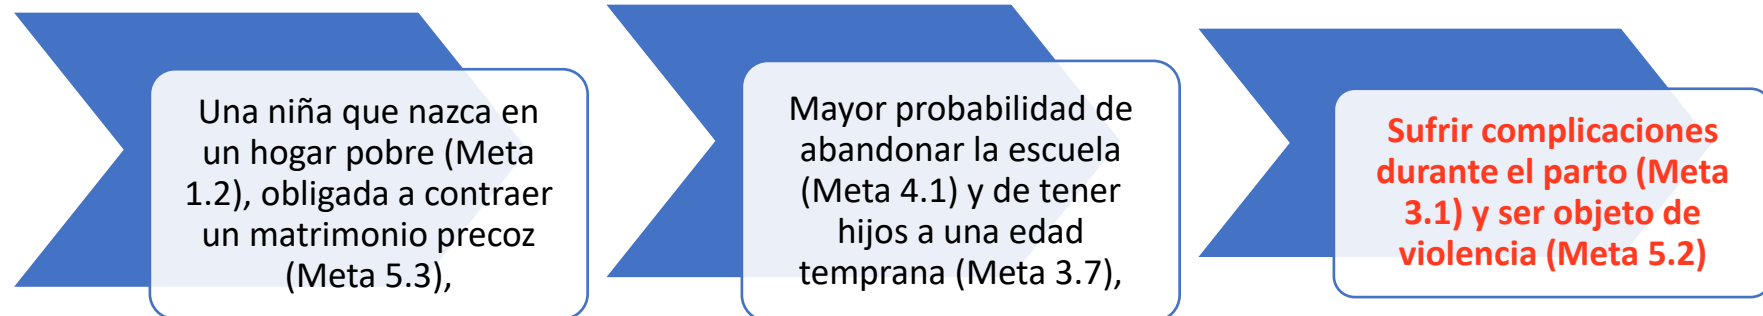 Una niña que nazca en
un hogar pobre (Meta
1.2), obligada a contraer
un matrimonio precoz
(Meta 5.3),
Mayor probabilidad de
abandonar la escuela
(Meta 4.1) y de tener
hijos a una edad
temprana (Meta 3.7),
Sufrir complicaciones
durante el parto (Meta
3.1) y ser objeto de
violencia (Meta 5.2)